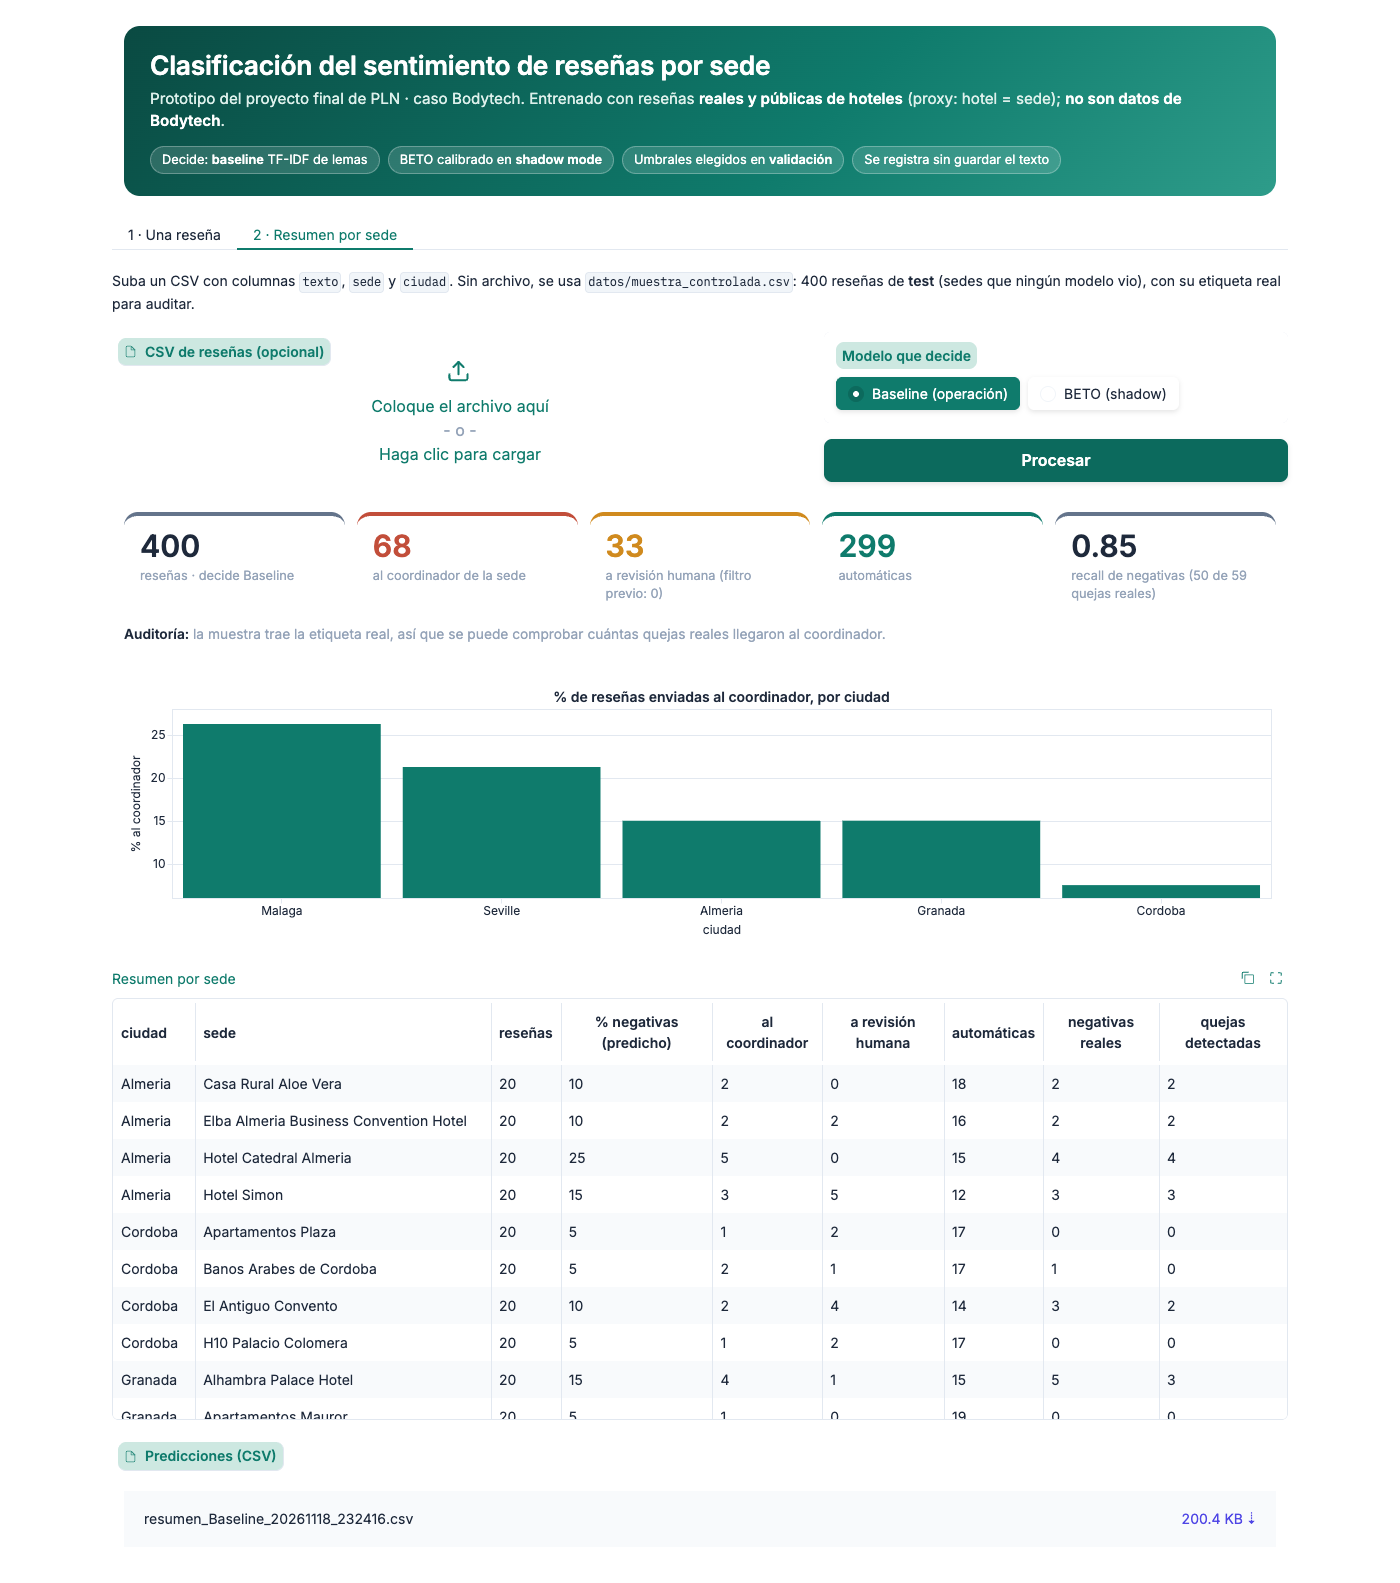 Clasificación del sentimiento de reseñas por sede
Prototipo del proyecto final de PLN · caso Bodytech. Entrenado con reseñas reales y públicas de hoteles (proxy: hotel = sede); no son datos de
Bodytech.
Decide: baseline TF-IDF de lemas
BETO calibrado en shadow mode
Umbrales elegidos en validación
Se registra sin guardar el texto
1 · Una reseña
2 · Resumen por sede
Suba un CSV con columnas texto, sede y ciudad. Sin archivo, se usa datos/muestra_controlada.csv: 400 reseñas de test (sedes que ningún modelo vio), con su etiqueta real
para auditar.
CSV de reseñas (opcional)
Coloque el archivo aquí
- o -
Haga clic para cargar
Modelo que decide
Baseline (operación)
BETO (shadow)
Procesar
400
reseñas · decide Baseline
68
al coordinador de la sede
33
a revisión humana (filtro
previo: 0)
299
automáticas
0.85
recall de negativas (50 de 59
quejas reales)
Auditoría: la muestra trae la etiqueta real, así que se puede comprobar cuántas quejas reales llegaron al coordinador.
% de reseñas enviadas al coordinador, por ciudad
% al coordinador
25
20
15
10
Malaga
Seville
Almeria
Granada
Cordoba
ciudad
Resumen por sede
ciudad sede reseñas % negativas (predicho) al coordinador a revisión humana automáticas negativas reales quejas detectadas
Almeria Casa Rural Aloe Vera 20 10 2 0 18 2 2
Almeria Elba Almeria Business Convention Hotel 20 10 2 2 16 2 2
Almeria Hotel Catedral Almeria 20 25 5 0 15 4 4
Almeria Hotel Simon 20 15 3 5 12 3 3
Cordoba Apartamentos Plaza 20 5 1 2 17 0 0
Cordoba Banos Arabes de Cordoba 20 5 2 1 17 1 0
Cordoba El Antiguo Convento 20 10 2 4 14 3 2
Cordoba H10 Palacio Colomera 20 5 1 2 17 0 0
Granada Alhambra Palace Hotel 20 15 4 1 15 5 3
Granada Apartamentos Mauror 20 5 1 0 19 0 0
Predicciones (CSV)
resumen_Baseline_20261118_232416.csv
200.4 KB ⇣